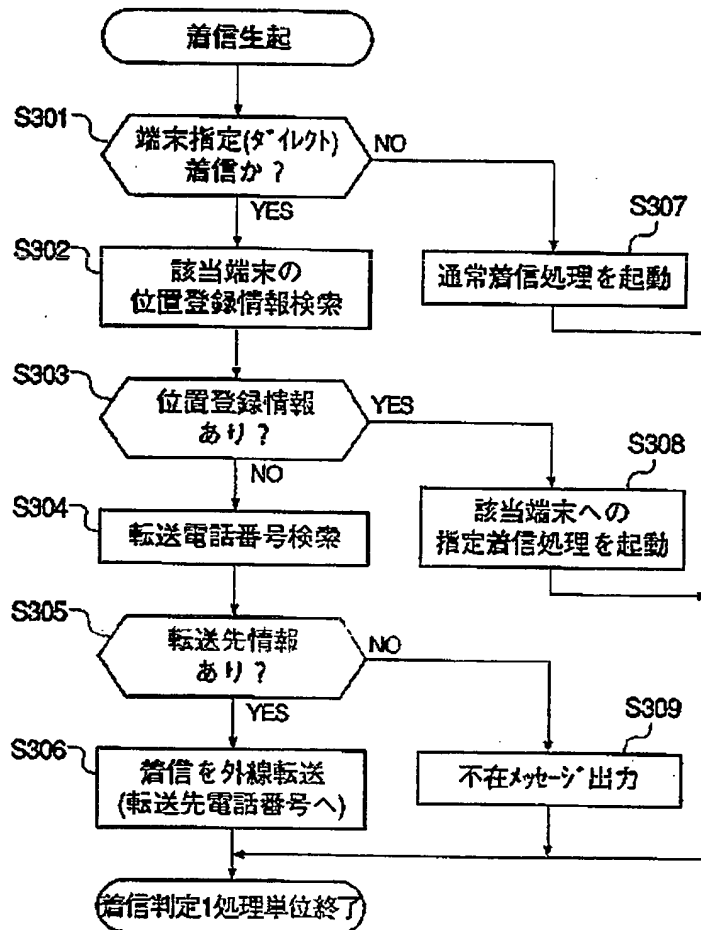 着信生起
S301
端末指定(ダイレクト)
着信か？
NO
YES
S307
通常着信処理を起動
S302
該当端末の
位置登録情報検索
S303
位置登録情報
あり？
YES
NO
S308
該当端末への
指定着信処理を起動
S304
転送電話番号検索
S305
転送先情報
あり？
NO
YES
S309
不在メッセージ出力
S306
着信を外線転送
(転送先電話番号へ)
着信判定1処理単位終了